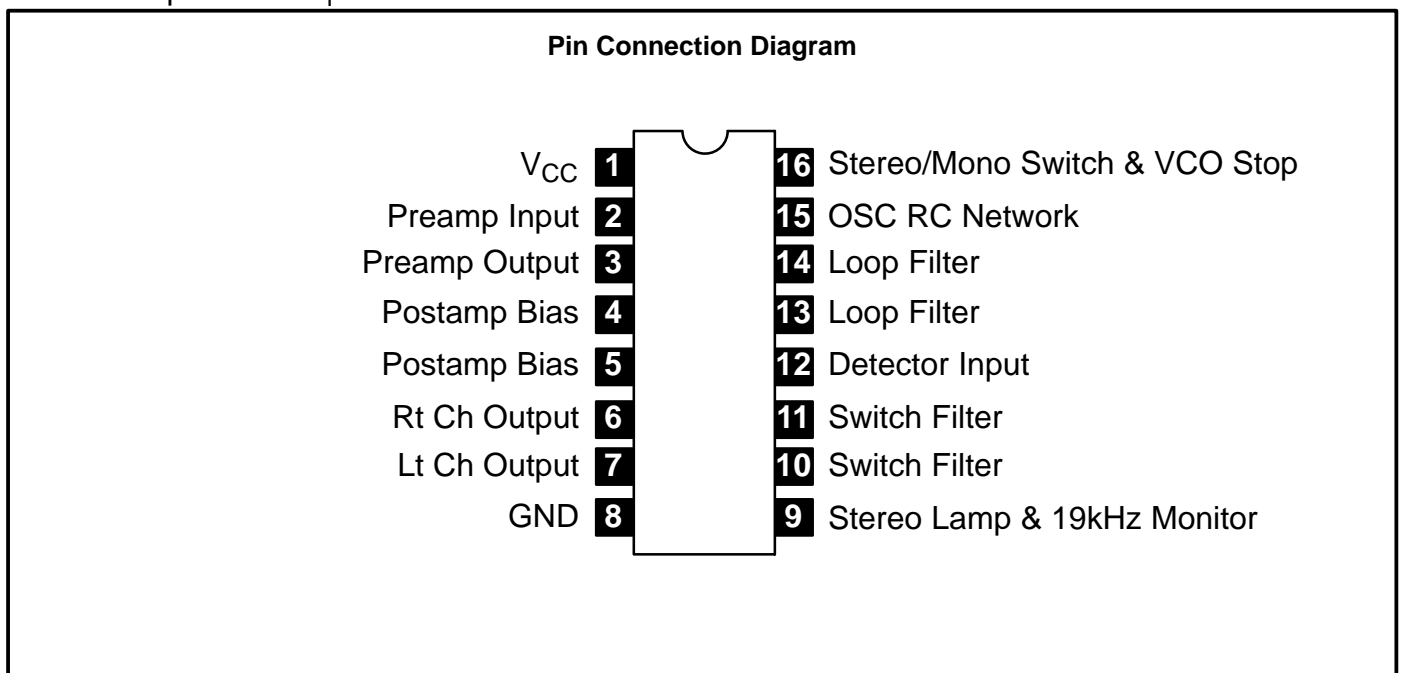 Pin Connection Diagram
VCC 1
Preamp Input 2
Preamp Output 3
Postamp Bias 4
Postamp Bias 5
Rt Ch Output 6
Lt Ch Output 7
GND 8
16 Stereo/Mono Switch & VCO Stop
15 OSC RC Network
14 Loop Filter
13 Loop Filter
12 Detector Input
11 Switch Filter
10 Switch Filter
9 Stereo Lamp & 19kHz Monitor